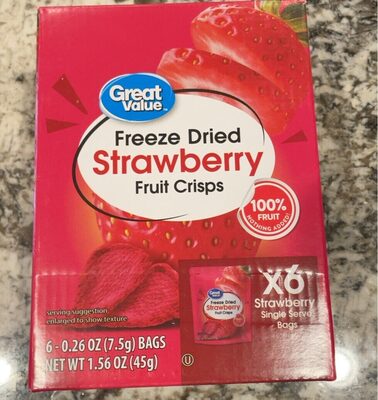 Great
Value™
Freeze Dried
Strawberry
Fruit Crisps
100%
FRUIT
NOTHING ADDED!
serving suggestion
enlarged to show texture
Great
Value
Freeze Dried
Strawberry
Fruit Crisps
x6
Strawberry
Single Serve
Bags
6 - 0.26 OZ (7.5g) BAGS
NET WT 1.56 OZ (45g)
U